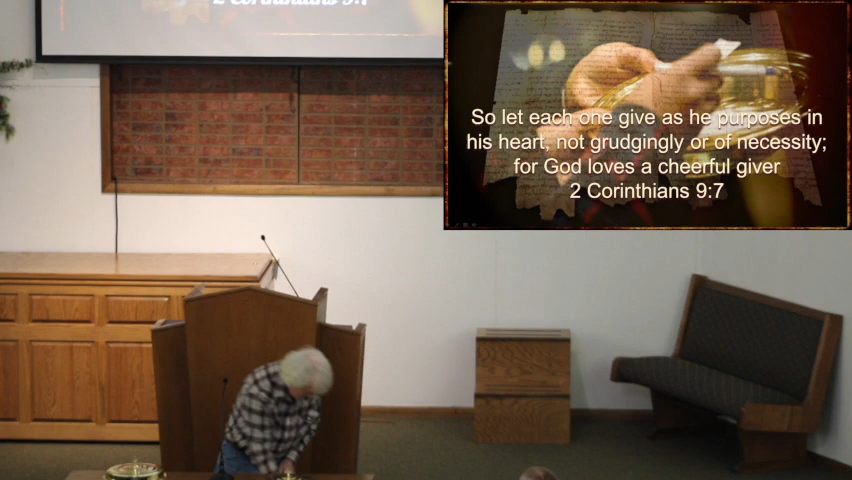 2 Corinthians 9:7
So let each one give as he purposes in
his heart, not grudgingly or of necessity;
for God loves a cheerful giver
2 Corinthians 9:7